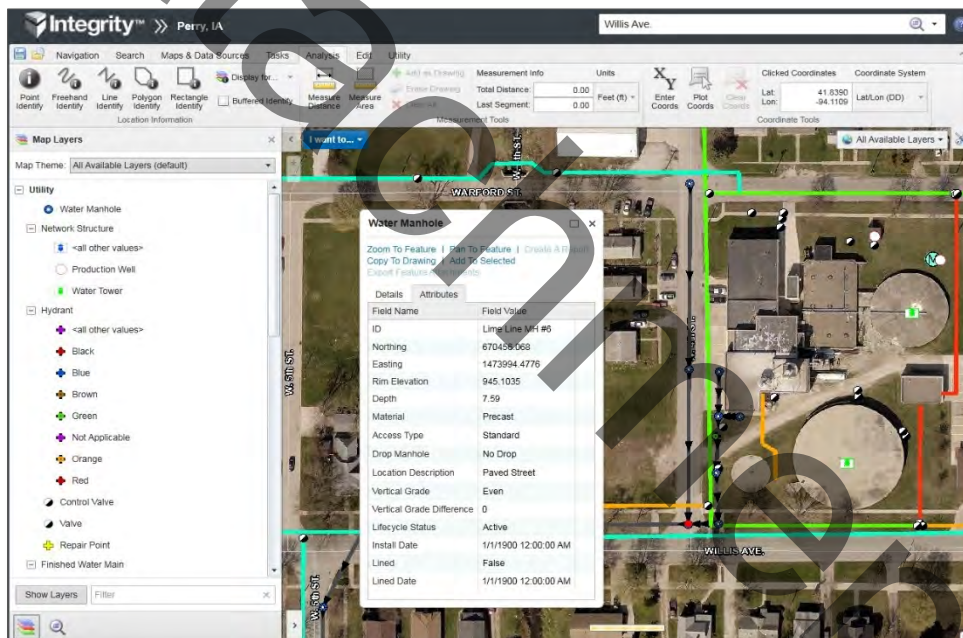 Integrity™ » Perry, IA
Willis Ave.
Navigation Search Maps & Data Sources Tasks Analysis Edit Utility
Point Identify
Freehand Identify
Line Identify
Polygon Identify
Rectangle Identify
Display for...
Buffered Identify
Location Information
Measure Distance
Measure Area
Add as Drawing
Erase Drawing
Clear All
Measurement Info
Total Distance: 0.00
Last Segment: 0.00
Units
Feet (ft)
Measurement Tools
Enter Coords
Plot Coords
Clear Coords
Clicked Coordinates
Lat: 41.8390
Lon: -94.1109
Coordinate System
Lat/Lon (DD)
Coordinate Tools
Map Layers
I want to...
All Available Layers
Map Theme: All Available Layers (default)
Utility
Water Manhole
Network Structure
<all other values>
Production Well
Water Tower
Hydrant
<all other values>
Black
Blue
Brown
Green
Not Applicable
Orange
Red
Control Valve
Valve
Repair Point
Finished Water Main
Show Layers Filter
WARFORD ST.
W. 5th ST.
W. 5th ST.
WILLIS AVE.
Water Manhole
Zoom To Feature | Pan To Feature | Create A Report
Copy To Drawing | Add To Selected
Export Feature Attachments
Details Attributes
Field Name Field Value
ID Lime Line MH #6
Northing 670456.068
Easting 1473994.4776
Rim Elevation 945.1035
Depth 7.59
Material Precast
Access Type Standard
Drop Manhole No Drop
Location Description Paved Street
Vertical Grade Even
Vertical Grade Difference 0
Lifecycle Status Active
Install Date 1/1/1900 12:00:00 AM
Lined False
Lined Date 1/1/1900 12:00:00 AM